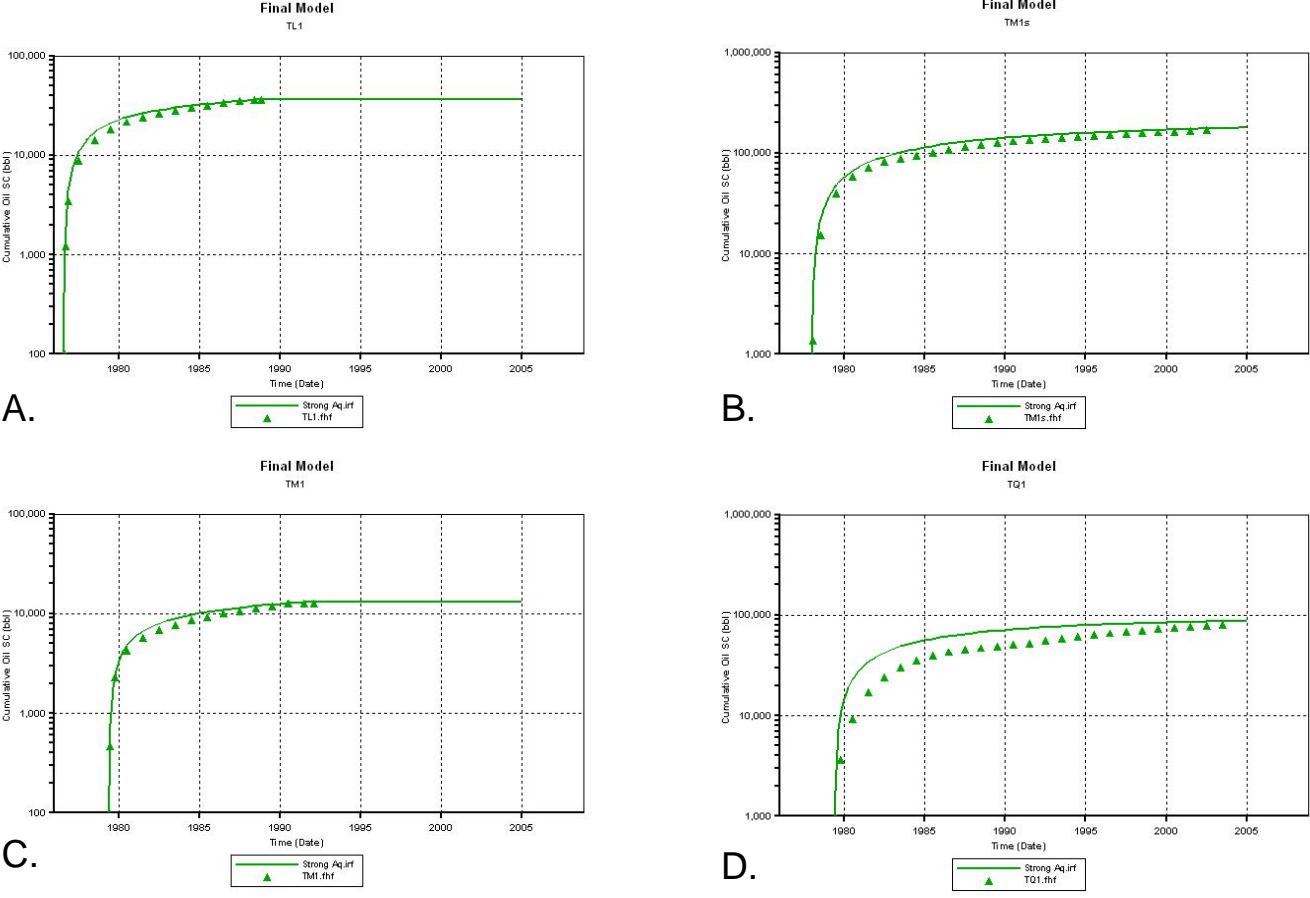 Final Model
TL1
100,000
10,000
1,000
100
Cumulative Oil SC (bbl)
1980 1985 1990 1995 2000 2005
Time (Date)
Strong Aq.irf
TL1.fhf
A.
Final Model
TM1s
1,000,000
100,000
10,000
1,000
Cumulative Oil SC (bbl)
1980 1985 1990 1995 2000 2005
Time (Date)
Strong Aq.irf
TM1s.fhf
B.
Final Model
TM1
100,000
10,000
1,000
100
Cumulative Oil SC (bbl)
1980 1985 1990 1995 2000 2005
Time (Date)
Strong Aq.irf
TM1.fhf
C.
Final Model
TQ1
1,000,000
100,000
10,000
1,000
Cumulative Oil SC (bbl)
1980 1985 1990 1995 2000 2005
Time (Date)
Strong Aq.irf
TQ1.fhf
D.